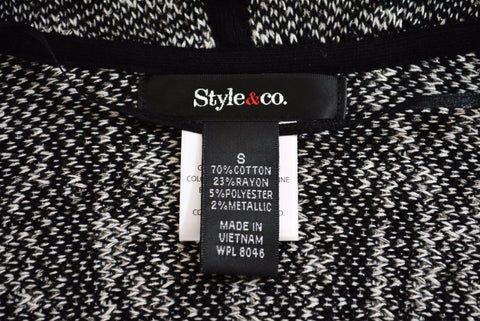 Style&co.
S
70%COTTON
23%RAYON
5%POLYESTER
2%METALLIC
MADE IN
VIETNAM
WPL 8046